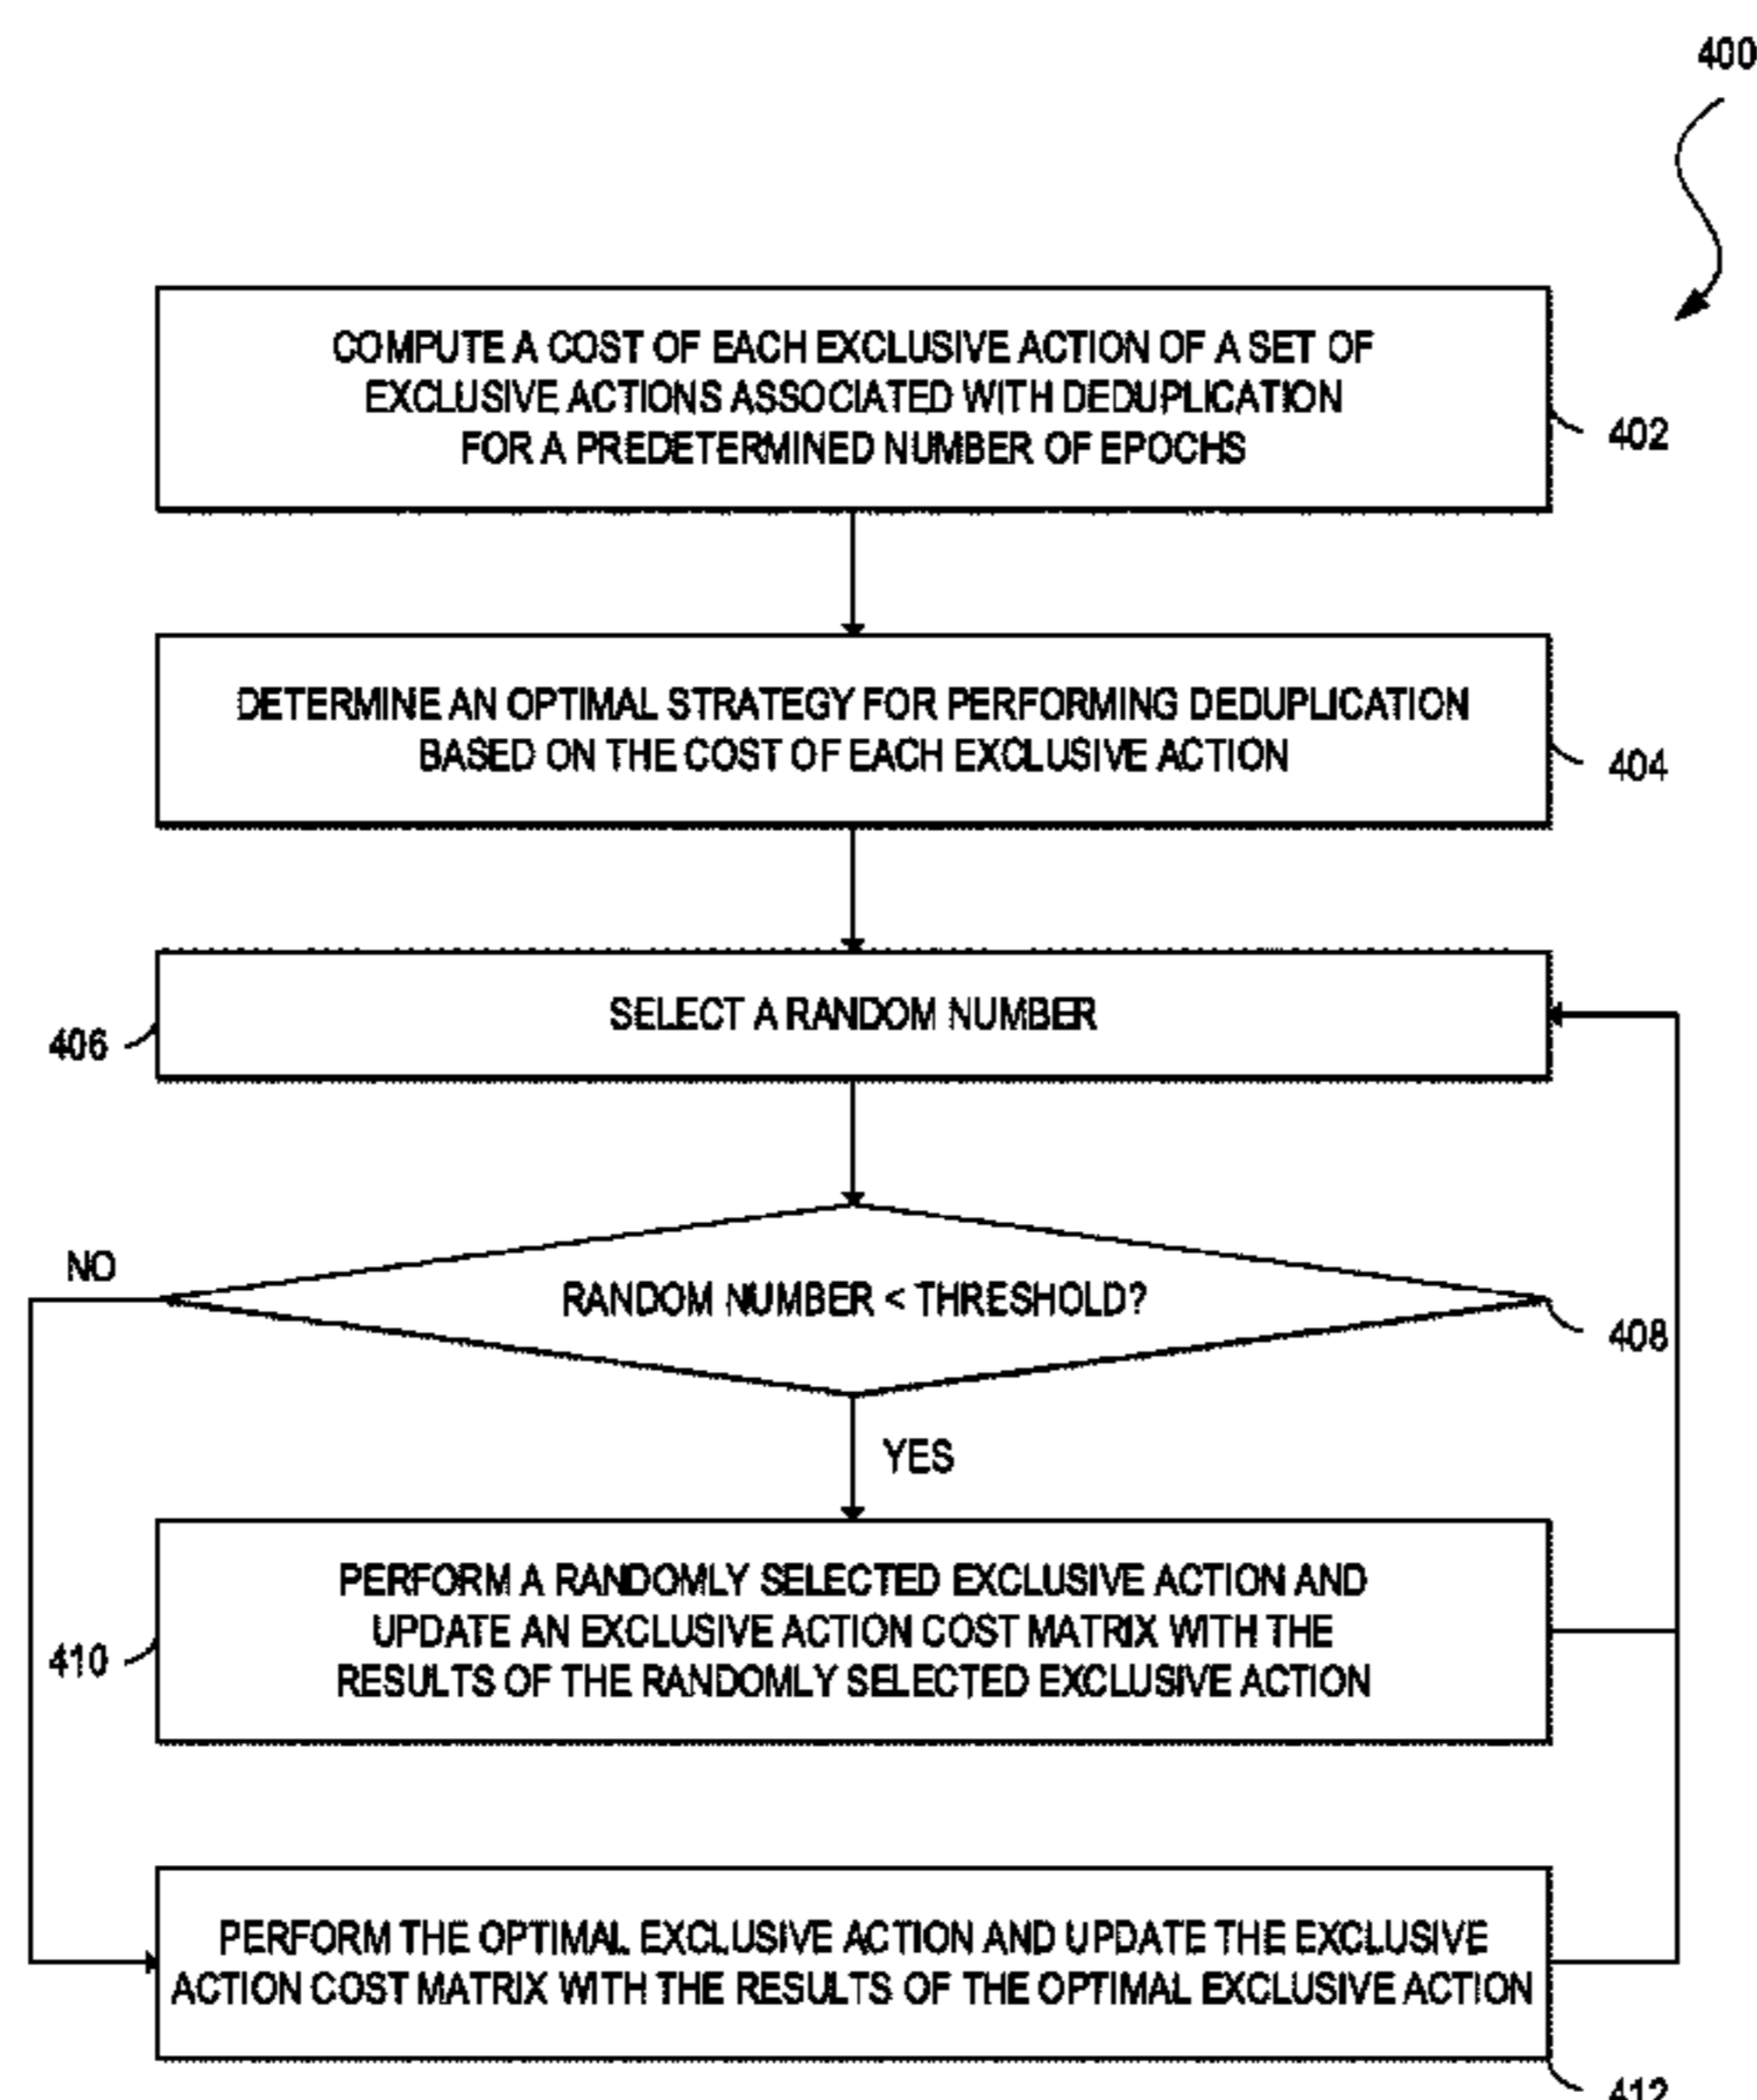 400
COMPUTE A COST OF EACH EXCLUSIVE ACTION OF A SET OF
EXCLUSIVE ACTIONS ASSOCIATED WITH DEDUPLICATION
FOR A PREDETERMINED NUMBER OF EPOCHS
402
DETERMINE AN OPTIMAL STRATEGY FOR PERFORMING DEDUPLICATION
BASED ON THE COST OF EACH EXCLUSIVE ACTION
404
SELECT A RANDOM NUMBER
406
NO
RANDOM NUMBER < THRESHOLD?
408
YES
PERFORM A RANDOMLY SELECTED EXCLUSIVE ACTION AND
UPDATE AN EXCLUSIVE ACTION COST MATRIX WITH THE
RESULTS OF THE RANDOMLY SELECTED EXCLUSIVE ACTION
410
PERFORM THE OPTIMAL EXCLUSIVE ACTION AND UPDATE THE EXCLUSIVE
ACTION COST MATRIX WITH THE RESULTS OF THE OPTIMAL EXCLUSIVE ACTION
412